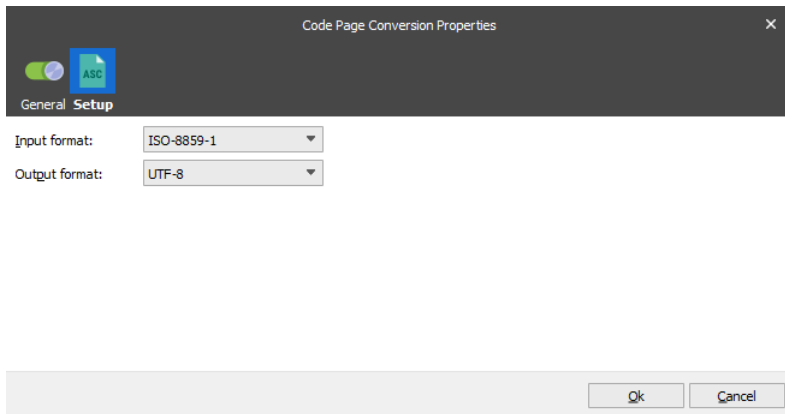 Code Page Conversion Properties
ASC
General Setup
Input format: ISO-8859-1
Output format: UTF-8
Ok Cancel